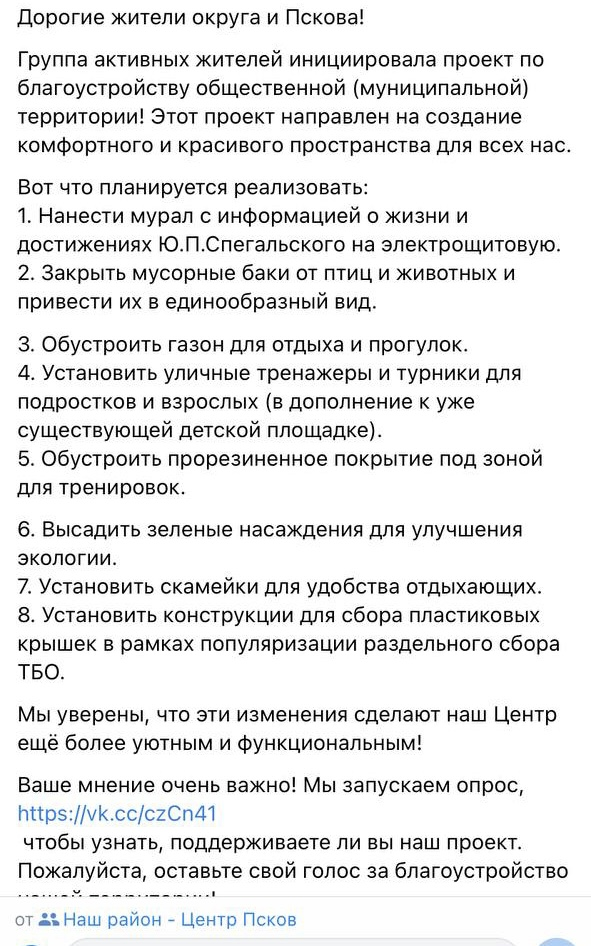 Дорогие жители округа и Пскова!
Группа активных жителей инициировала проект по
благоустройству общественной (муниципальной)
территории! Этот проект направлен на создание
комфортного и красивого пространства для всех нас.
Вот что планируется реализовать:
1. Нанести мурал с информацией о жизни и
достижениях Ю.П.Спегальского на электрощитовую.
2. Закрыть мусорные баки от птиц и животных и
привести их в единообразный вид.
3. Обустроить газон для отдыха и прогулок.
4. Установить уличные тренажеры и турники для
подростков и взрослых (в дополнение к уже
существующей детской площадке).
5. Обустроить прорезиненное покрытие под зоной
для тренировок.
6. Высадить зеленые насаждения для улучшения
экологии.
7. Установить скамейки для удобства отдыхающих.
8. Установить конструкции для сбора пластиковых
крышек в рамках популяризации раздельного сбора
ТБО.
Мы уверены, что эти изменения сделают наш Центр
ещё более уютным и функциональным!
Ваше мнение очень важно! Мы запускаем опрос,
https://vk.cc/czCn41
чтобы узнать, поддерживаете ли вы наш проект.
Пожалуйста, оставьте свой голос за благоустройство
от Наш район - Центр Псков